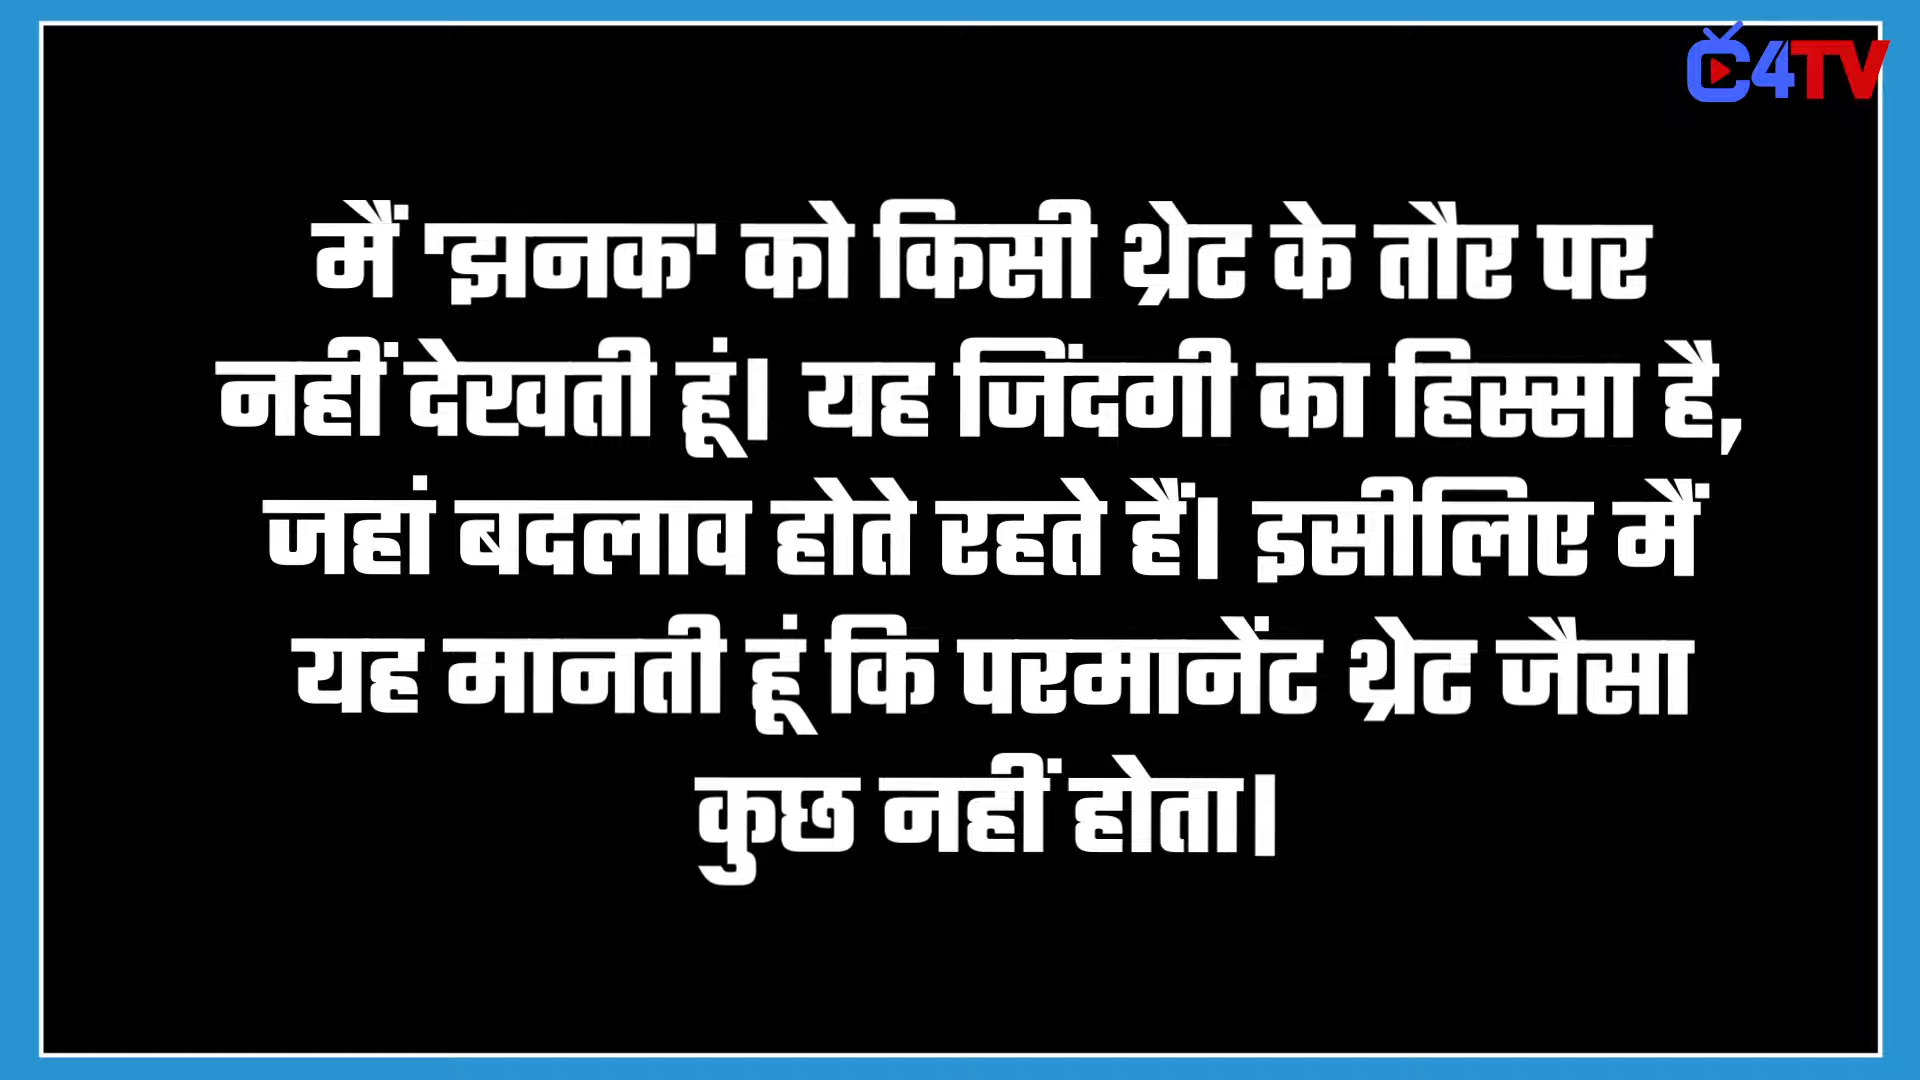 C4TV
मैं 'झनक' को किसी थ्रेट के तौर पर
नहीं देखती हूं। यह जिंदगी का हिस्सा है,
जहां बदलाव होते रहते हैं। इसीलिए मैं
यह मानती हूं कि परमानेंट थ्रेट जैसा
कुछ नहीं होता।